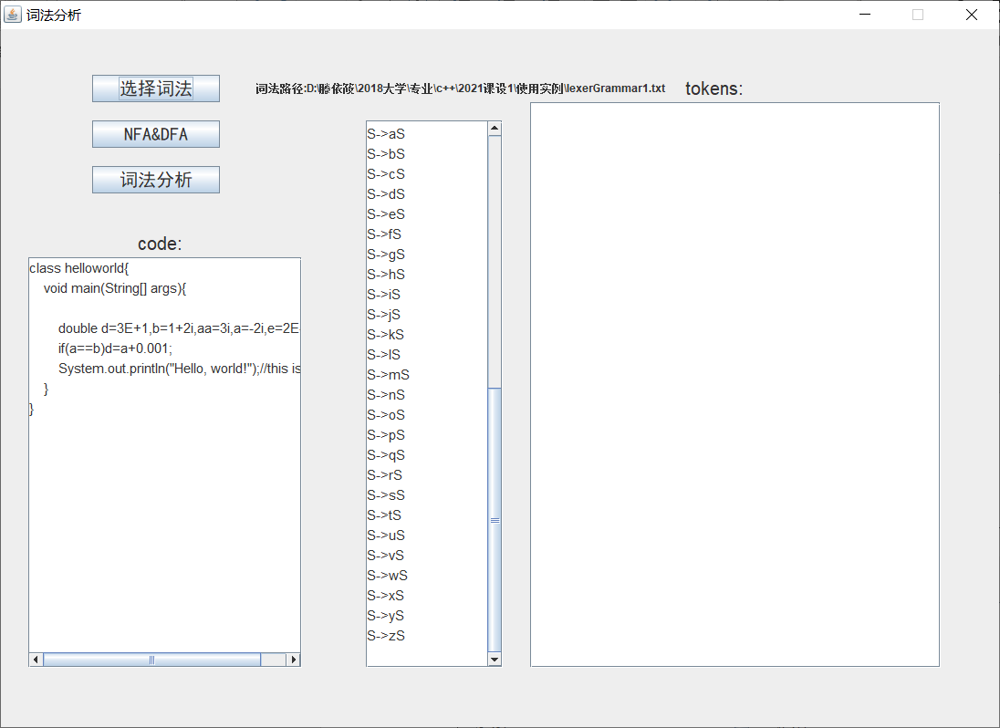 词法分析
选择词法
词法路径:D:\滕依筱\2018大学\专业\c++\2021课设1\使用实例\lexerGrammar1.txt
tokens:
NFA&DFA
词法分析
code:
class helloworld{
    void main(String[] args){
        double d=3E+1,b=1+2i,aa=3i,a=-2i,e=2E-
        if(a==b)d=a+0.001;
        System.out.println("Hello, world!");//this is
    }
}
S->aS
S->bS
S->cS
S->dS
S->eS
S->fS
S->gS
S->hS
S->iS
S->jS
S->kS
S->lS
S->mS
S->nS
S->oS
S->pS
S->qS
S->rS
S->sS
S->tS
S->uS
S->vS
S->wS
S->xS
S->yS
S->zS